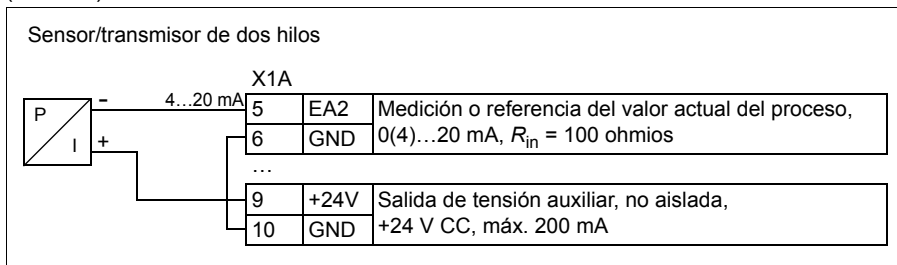 Sensor/transmisor de dos hilos
X1A
P
I
-
+
4…20 mA
5 EA2 Medición o referencia del valor actual del proceso,
6 GND 0(4)…20 mA, Rin = 100 ohmios
…
9 +24V Salida de tensión auxiliar, no aislada,
10 GND +24 V CC, máx. 200 mA